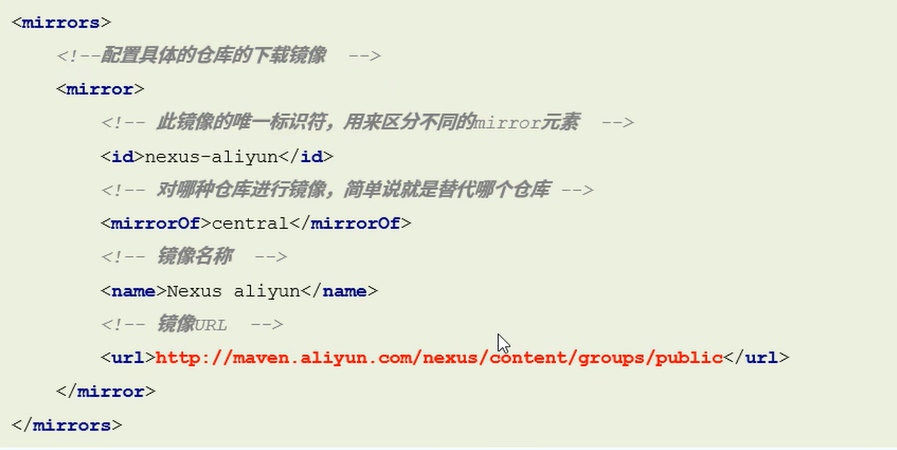 <mirrors>
<!--配置具体的仓库的下载镜像  -->
<mirror>
<!-- 此镜像的唯一标识符，用来区分不同的mirror元素  -->
<id>nexus-aliyun</id>
<!-- 对哪种仓库进行镜像，简单说就是替代哪个仓库 -->
<mirrorOf>central</mirrorOf>
<!-- 镜像名称  -->
<name>Nexus aliyun</name>
<!-- 镜像URL  -->
<url>http://maven.aliyun.com/nexus/content/groups/public</url>
</mirror>
</mirrors>